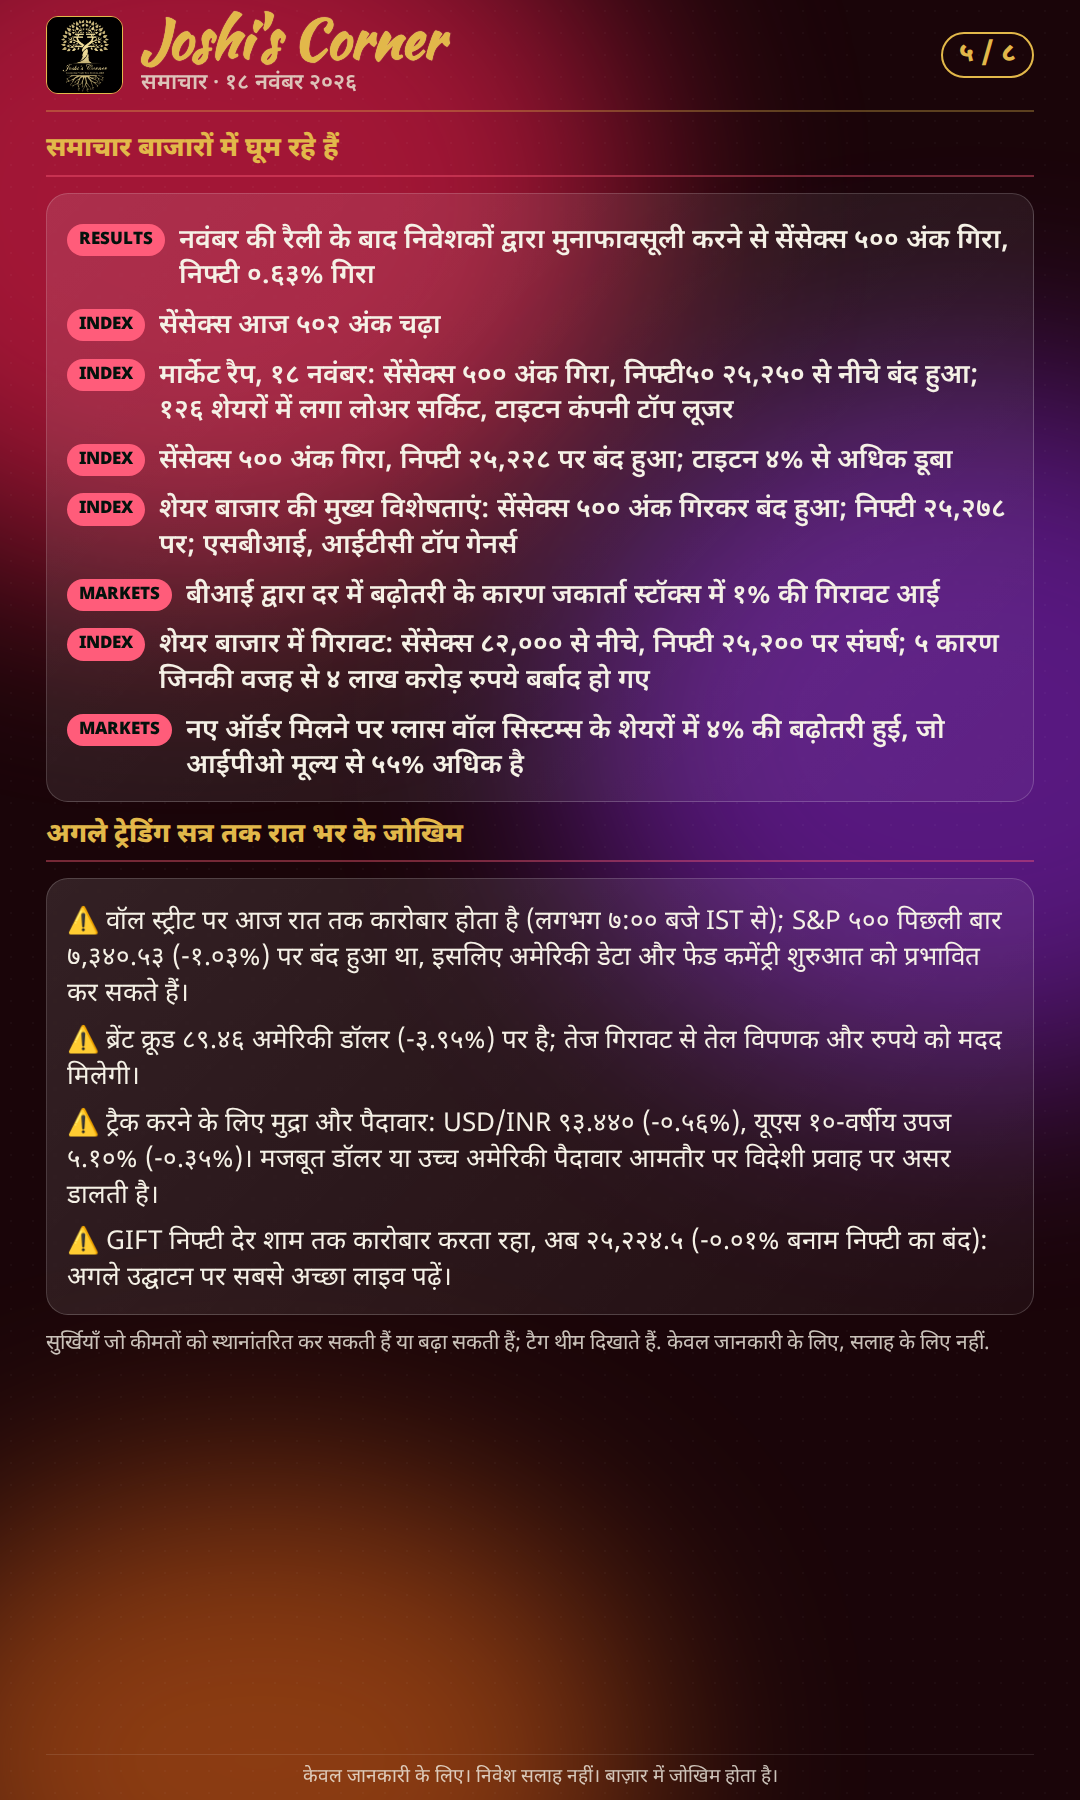 Joshi's Corner
समाचार · १८ नवंबर २०२६
५ / ८
समाचार बाजारों में घूम रहे हैं
RESULTS नवंबर की रैली के बाद निवेशकों द्वारा मुनाफावसूली करने से सेंसेक्स ५०० अंक गिरा,
निफ्टी ०.६३% गिरा
INDEX सेंसेक्स आज ५०२ अंक चढ़ा
INDEX मार्केट रैप, १८ नवंबर: सेंसेक्स ५०० अंक गिरा, निफ्टी५० २५,२५० से नीचे बंद हुआ;
१२६ शेयरों में लगा लोअर सर्किट, टाइटन कंपनी टॉप लूजर
INDEX सेंसेक्स ५०० अंक गिरा, निफ्टी २५,२२८ पर बंद हुआ; टाइटन ४% से अधिक डूबा
INDEX शेयर बाजार की मुख्य विशेषताएं: सेंसेक्स ५०० अंक गिरकर बंद हुआ; निफ्टी २५,२७८
पर; एसबीआई, आईटीसी टॉप गेनर्स
MARKETS बीआई द्वारा दर में बढ़ोतरी के कारण जकार्ता स्टॉक्स में १% की गिरावट आई
INDEX शेयर बाजार में गिरावट: सेंसेक्स ८२,००० से नीचे, निफ्टी २५,२०० पर संघर्ष; ५ कारण
जिनकी वजह से ४ लाख करोड़ रुपये बर्बाद हो गए
MARKETS नए ऑर्डर मिलने पर ग्लास वॉल सिस्टम्स के शेयरों में ४% की बढ़ोतरी हुई, जो
आईपीओ मूल्य से ५५% अधिक है
अगले ट्रेडिंग सत्र तक रात भर के जोखिम
⚠️ वॉल स्ट्रीट पर आज रात तक कारोबार होता है (लगभग ७:०० बजे IST से); S&P ५०० पिछली बार
७,३४०.५३ (-१.०३%) पर बंद हुआ था, इसलिए अमेरिकी डेटा और फेड कमेंट्री शुरुआत को प्रभावित
कर सकते हैं।
⚠️ ब्रेंट क्रूड ८९.४६ अमेरिकी डॉलर (-३.९५%) पर है; तेज गिरावट से तेल विपणक और रुपये को मदद
मिलेगी।
⚠️ ट्रैक करने के लिए मुद्रा और पैदावार: USD/INR ९३.४४० (-०.५६%), यूएस १०-वर्षीय उपज
५.१०% (-०.३५%)। मजबूत डॉलर या उच्च अमेरिकी पैदावार आमतौर पर विदेशी प्रवाह पर असर
डालती है।
⚠️ GIFT निफ्टी देर शाम तक कारोबार करता रहा, अब २५,२२४.५ (-०.०१% बनाम निफ्टी का बंद):
अगले उद्घाटन पर सबसे अच्छा लाइव पढ़ें।
सुर्खियाँ जो कीमतों को स्थानांतरित कर सकती हैं या बढ़ा सकती हैं; टैग थीम दिखाते हैं. केवल जानकारी के लिए, सलाह के लिए नहीं.
केवल जानकारी के लिए। निवेश सलाह नहीं। बाज़ार में जोखिम होता है।